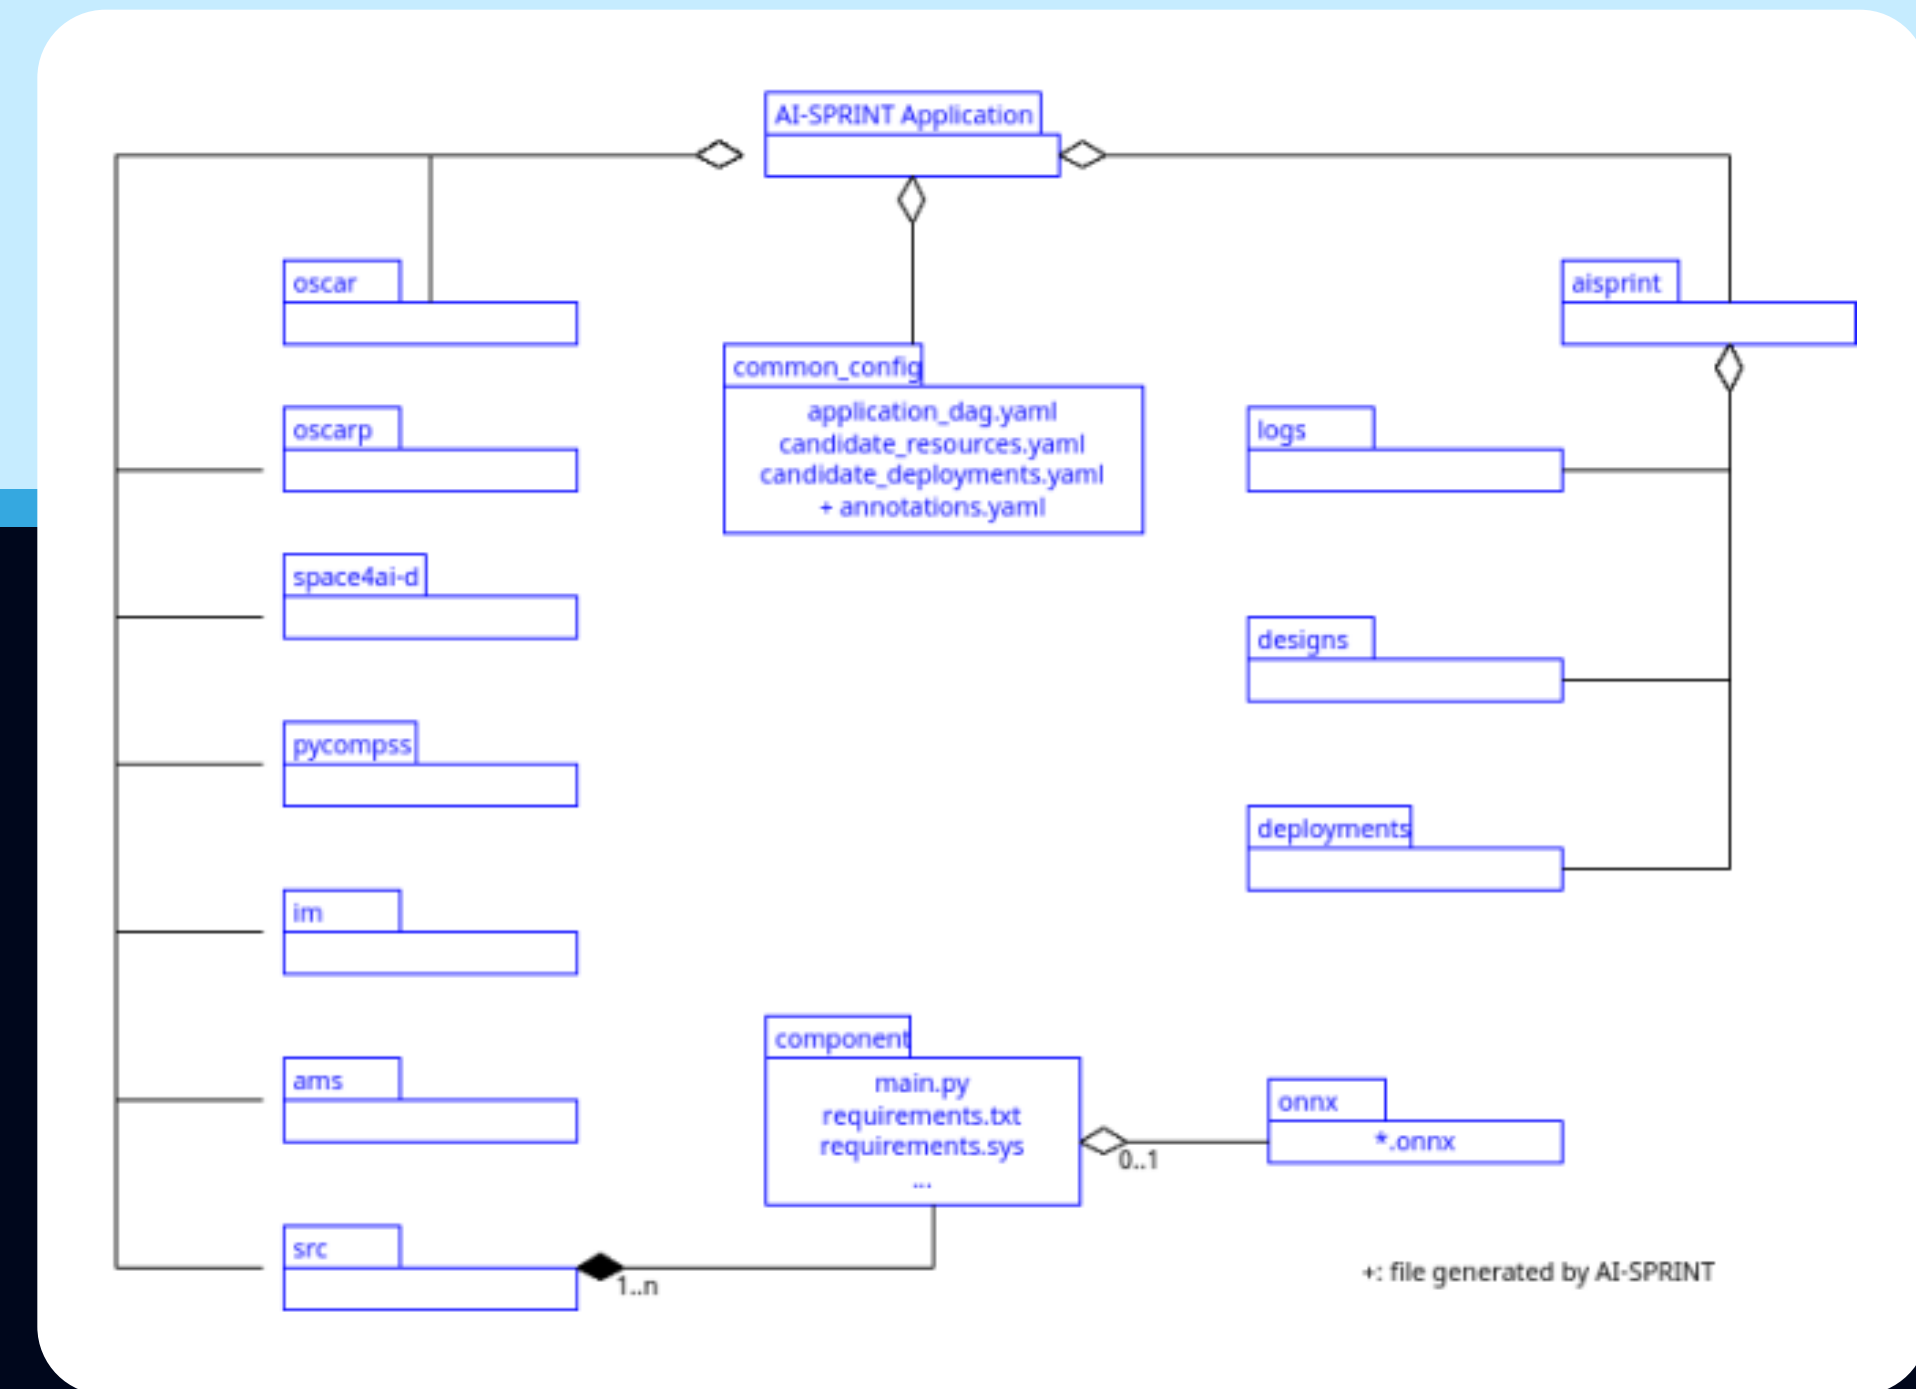 AI-SPRINT Application
oscar
aisprint
common_config
application_dag.yaml
candidate_resources.yaml
candidate_deployments.yaml
+ annotations.yaml
oscarp
logs
space4ai-d
designs
pycompss
deployments
im
component
main.py
requirements.txt
requirements.sys
...
ams
onnx
*.onnx
0..1
src
1..n
+: file generated by AI-SPRINT